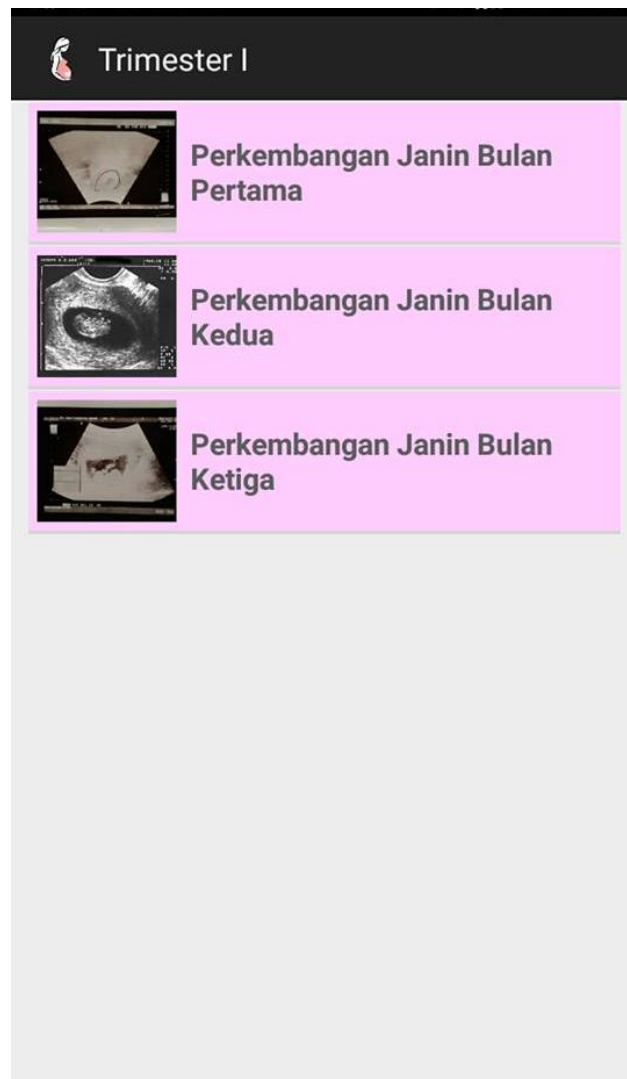 Trimester I
Perkembangan Janin Bulan
Pertama
Perkembangan Janin Bulan
Kedua
Perkembangan Janin Bulan
Ketiga